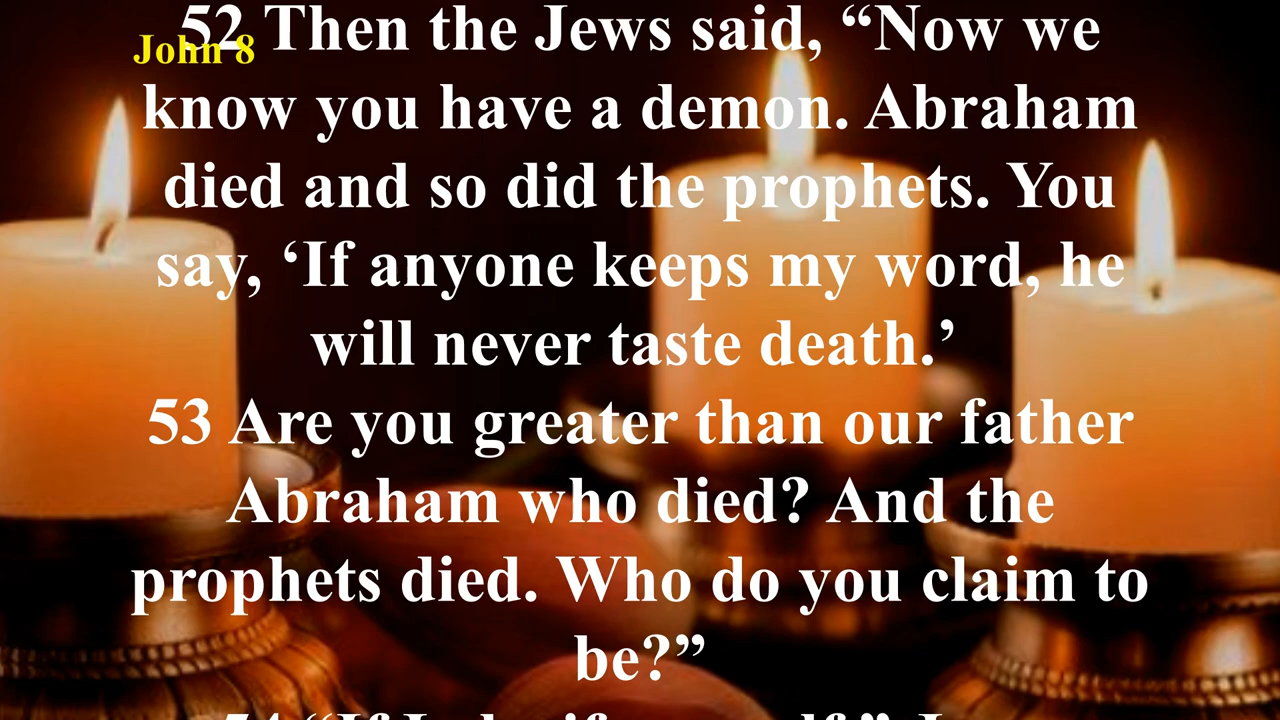 52 Then the Jews said, “Now we
John 8
know you have a demon. Abraham
died and so did the prophets. You
say, ‘If anyone keeps my word, he
will never taste death.’
53 Are you greater than our father
Abraham who died? And the
prophets died. Who do you claim to
be?”